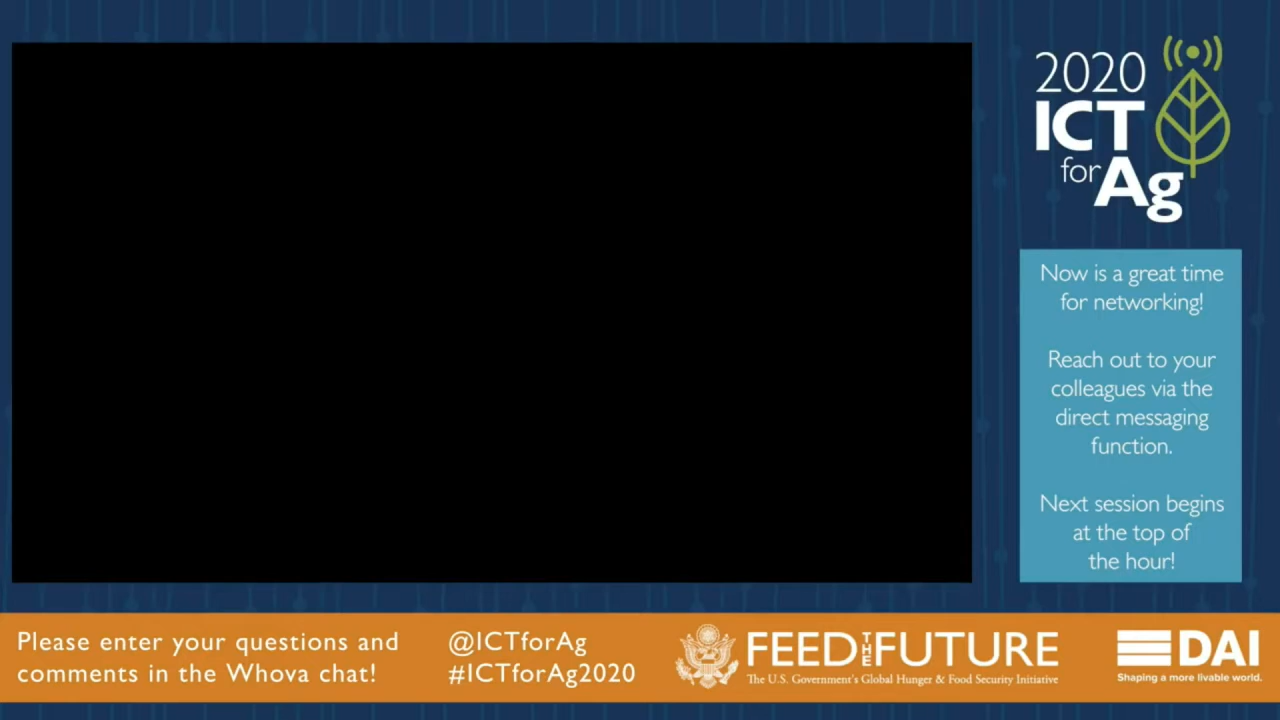 2020
ICT
for Ag
Now is a great time
for networking!
Reach out to your
colleagues via the
direct messaging
function.
Next session begins
at the top of
the hour!
Please enter your questions and
comments in the Whova chat!
@ICTforAg
#ICTforAg2020
FEED THE FUTURE
The U.S. Government's Global Hunger & Food Security Initiative
DAI
Shaping a more livable world.